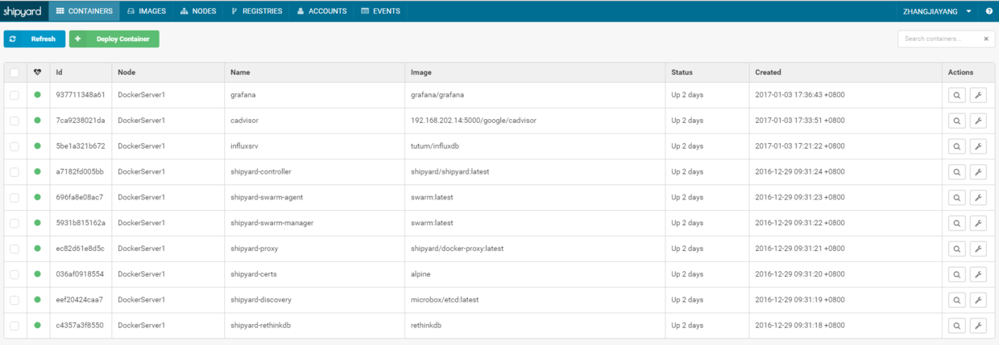 shipyard CONTAINERS IMAGES NODES REGISTRIES ACCOUNTS EVENTS ZHANGJIAYANG
Refresh Deploy Container Search containers...
Id Node Name Image Status Created Actions
937711348a61 DockerServer1 grafana grafana/grafana Up 2 days 2017-01-03 17:36:43 +0800
7ca9238021da DockerServer1 cadvisor 192.168.202.14:5000/google/cadvisor Up 2 days 2017-01-03 17:33:51 +0800
5be1a321b672 DockerServer1 influxsrv tutum/influxdb Up 2 days 2017-01-03 17:21:22 +0800
a7182fd005bb DockerServer1 shipyard-controller shipyard/shipyard:latest Up 2 days 2016-12-29 09:31:24 +0800
696fa8e08ac7 DockerServer1 shipyard-swarm-agent swarm:latest Up 2 days 2016-12-29 09:31:23 +0800
5931b815162a DockerServer1 shipyard-swarm-manager swarm:latest Up 2 days 2016-12-29 09:31:22 +0800
ec82d61e8d5c DockerServer1 shipyard-proxy shipyard/docker-proxy:latest Up 2 days 2016-12-29 09:31:21 +0800
036af0918554 DockerServer1 shipyard-certs alpine Up 2 days 2016-12-29 09:31:20 +0800
eef20424caa7 DockerServer1 shipyard-discovery microbox/etcd:latest Up 2 days 2016-12-29 09:31:19 +0800
c4357a3f8550 DockerServer1 shipyard-rethinkdb rethinkdb Up 2 days 2016-12-29 09:31:18 +0800